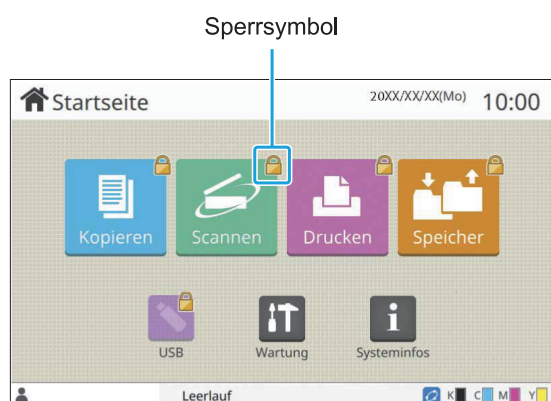 Sperrsymbol
Startseite
20XX/XX/XX(Mo) 10:00
Kopieren Scannen Drucken Speicher
USB Wartung Systeminfos
Leerlauf K C M Y